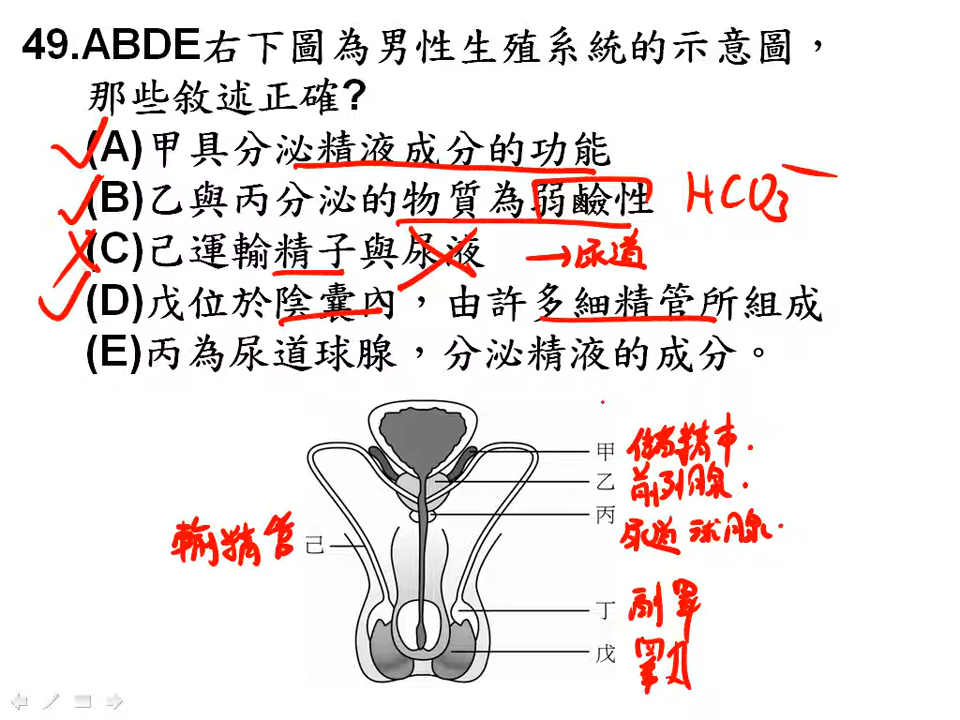 49.ABDE右下圖為男性生殖系統的示意圖，
那些敘述正確?
(A)甲具分泌精液成分的功能
(B)乙與丙分泌的物質為弱鹼性 HCO3-
(C)己運輸精子與尿液 →尿道
(D)戊位於陰囊內，由許多細精管所組成
(E)丙為尿道球腺，分泌精液的成分。
甲 儲精囊.
乙 前列腺.
丙 尿道球腺.
輸精管 己
丁 副睪
戊 睪丸